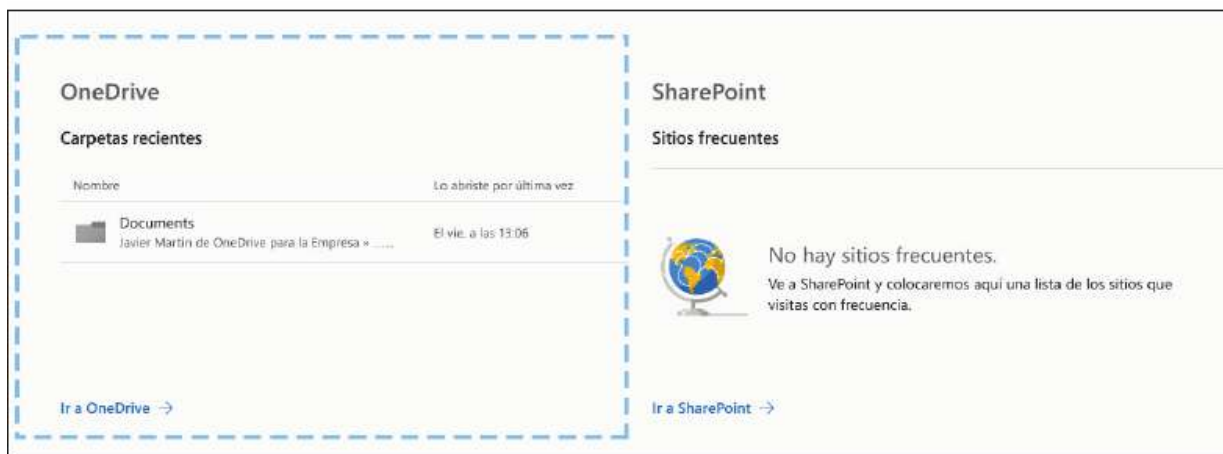 OneDrive
Carpetas recientes
Nombre
Lo abriste por última vez
Documents
Javier Martin de OneDrive para la Empresa » ......
El vie. a las 13:06
Ir a OneDrive →
SharePoint
Sitios frecuentes
No hay sitios frecuentes.
Ve a SharePoint y colocaremos aquí una lista de los sitios que
visitas con frecuencia.
Ir a SharePoint →